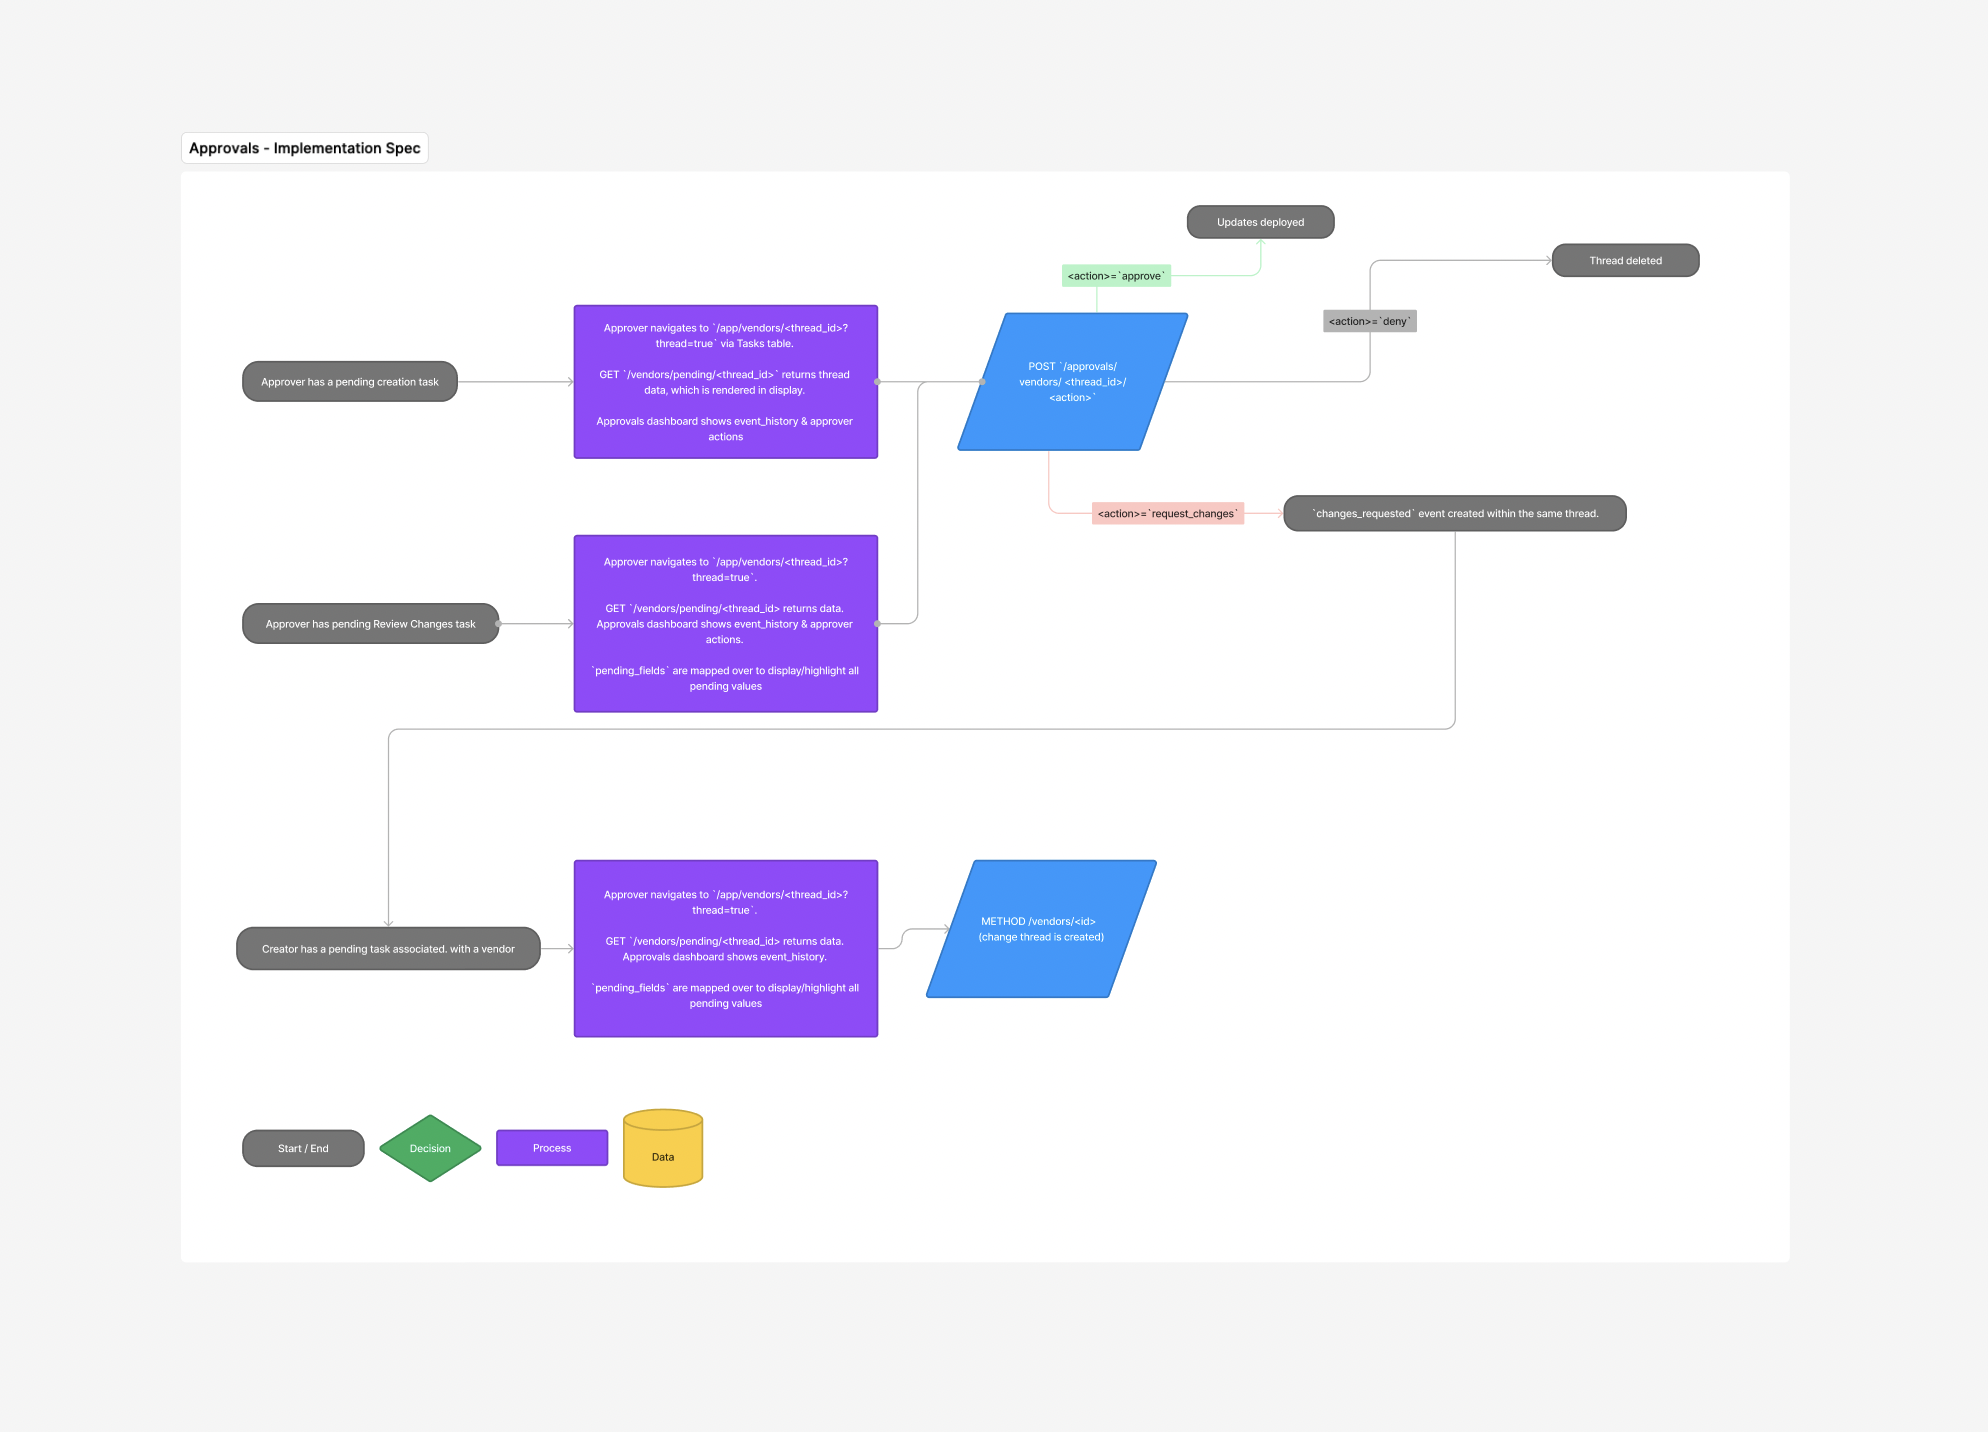 Approvals - Implementation Spec
Updates deployed
Thread deleted
<action>=`approve`
<action>=`deny`
Approver has a pending creation task
Approver navigates to `/app/vendors/<thread_id>?
thread=true` via Tasks table.
GET `/vendors/pending/<thread_id>` returns thread
data, which is rendered in display.
Approvals dashboard shows event_history & approver
actions
POST `/approvals/
vendors/ <thread_id>/
<action>`
<action>=`request_changes`
`changes_requested` event created within the same thread.
Approver has pending Review Changes task
Approver navigates to `/app/vendors/<thread_id>?
thread=true`.
GET `/vendors/pending/<thread_id> returns data.
Approvals dashboard shows event_history & approver
actions.
`pending_fields` are mapped over to display/highlight all
pending values
Creator has a pending task associated. with a vendor
Approver navigates to `/app/vendors/<thread_id>?
thread=true`.
GET `/vendors/pending/<thread_id> returns data.
Approvals dashboard shows event_history.
`pending_fields` are mapped over to display/highlight all
pending values
METHOD /vendors/<id>
(change thread is created)
Start / End
Decision
Process
Data